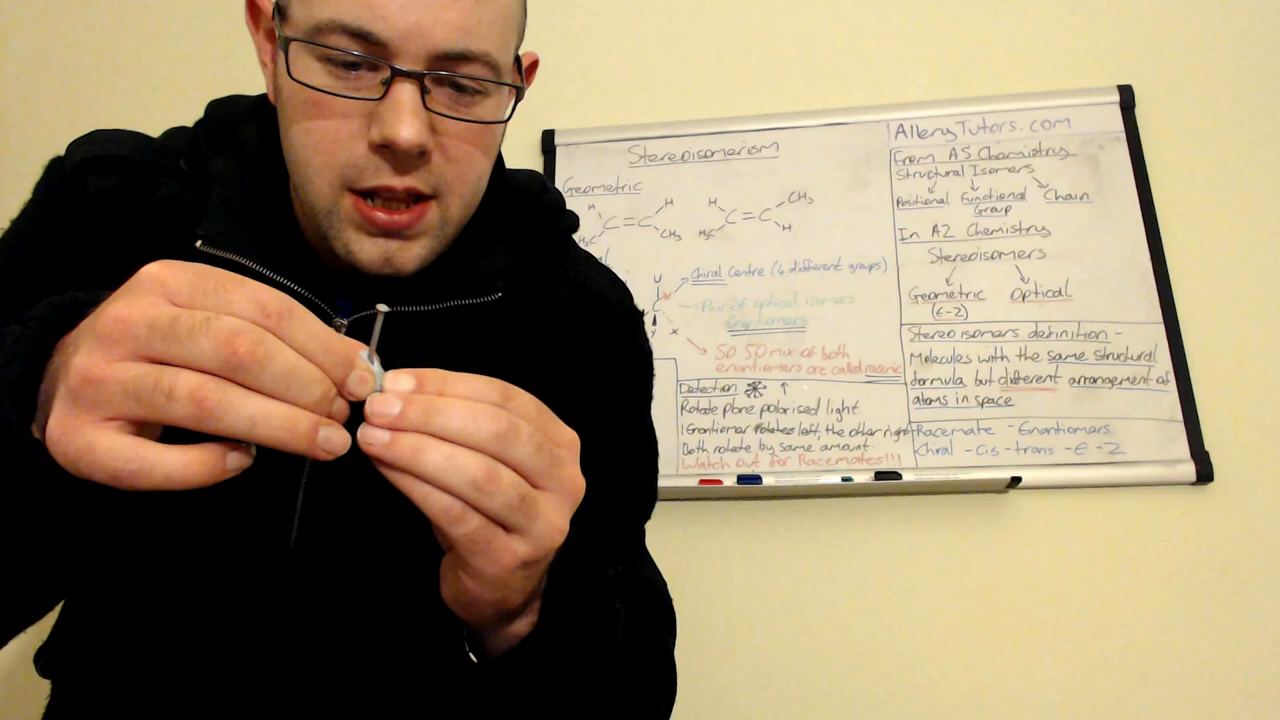 Stereoisomerism
Geometric
H
C=C
H
H₃C
CH₃
H
C=C
CH₃
H₃C
H
U
C
Y
X
Chiral Centre (4 different groups)
Pair of optical isomers
Enantiomers
50 50 mix of both
enantiomers are called racemic
Detection
Rotate plane polarised light
1 Enantiomer rotates left, the other right
Both rotate by same amount
Watch out for Racemates!!!
AlleryTutors.com
From AS Chemistry
Structural Isomers
Positional Functional Chain
Group
In A2 Chemistry
Stereoisomers
Geometric Optical
(E-Z)
Stereoisomers definition -
Molecules with the same structural
formula but different arrangement of
atoms in space
Racemate - Enantiomers
Chiral - Cis - trans - E - Z